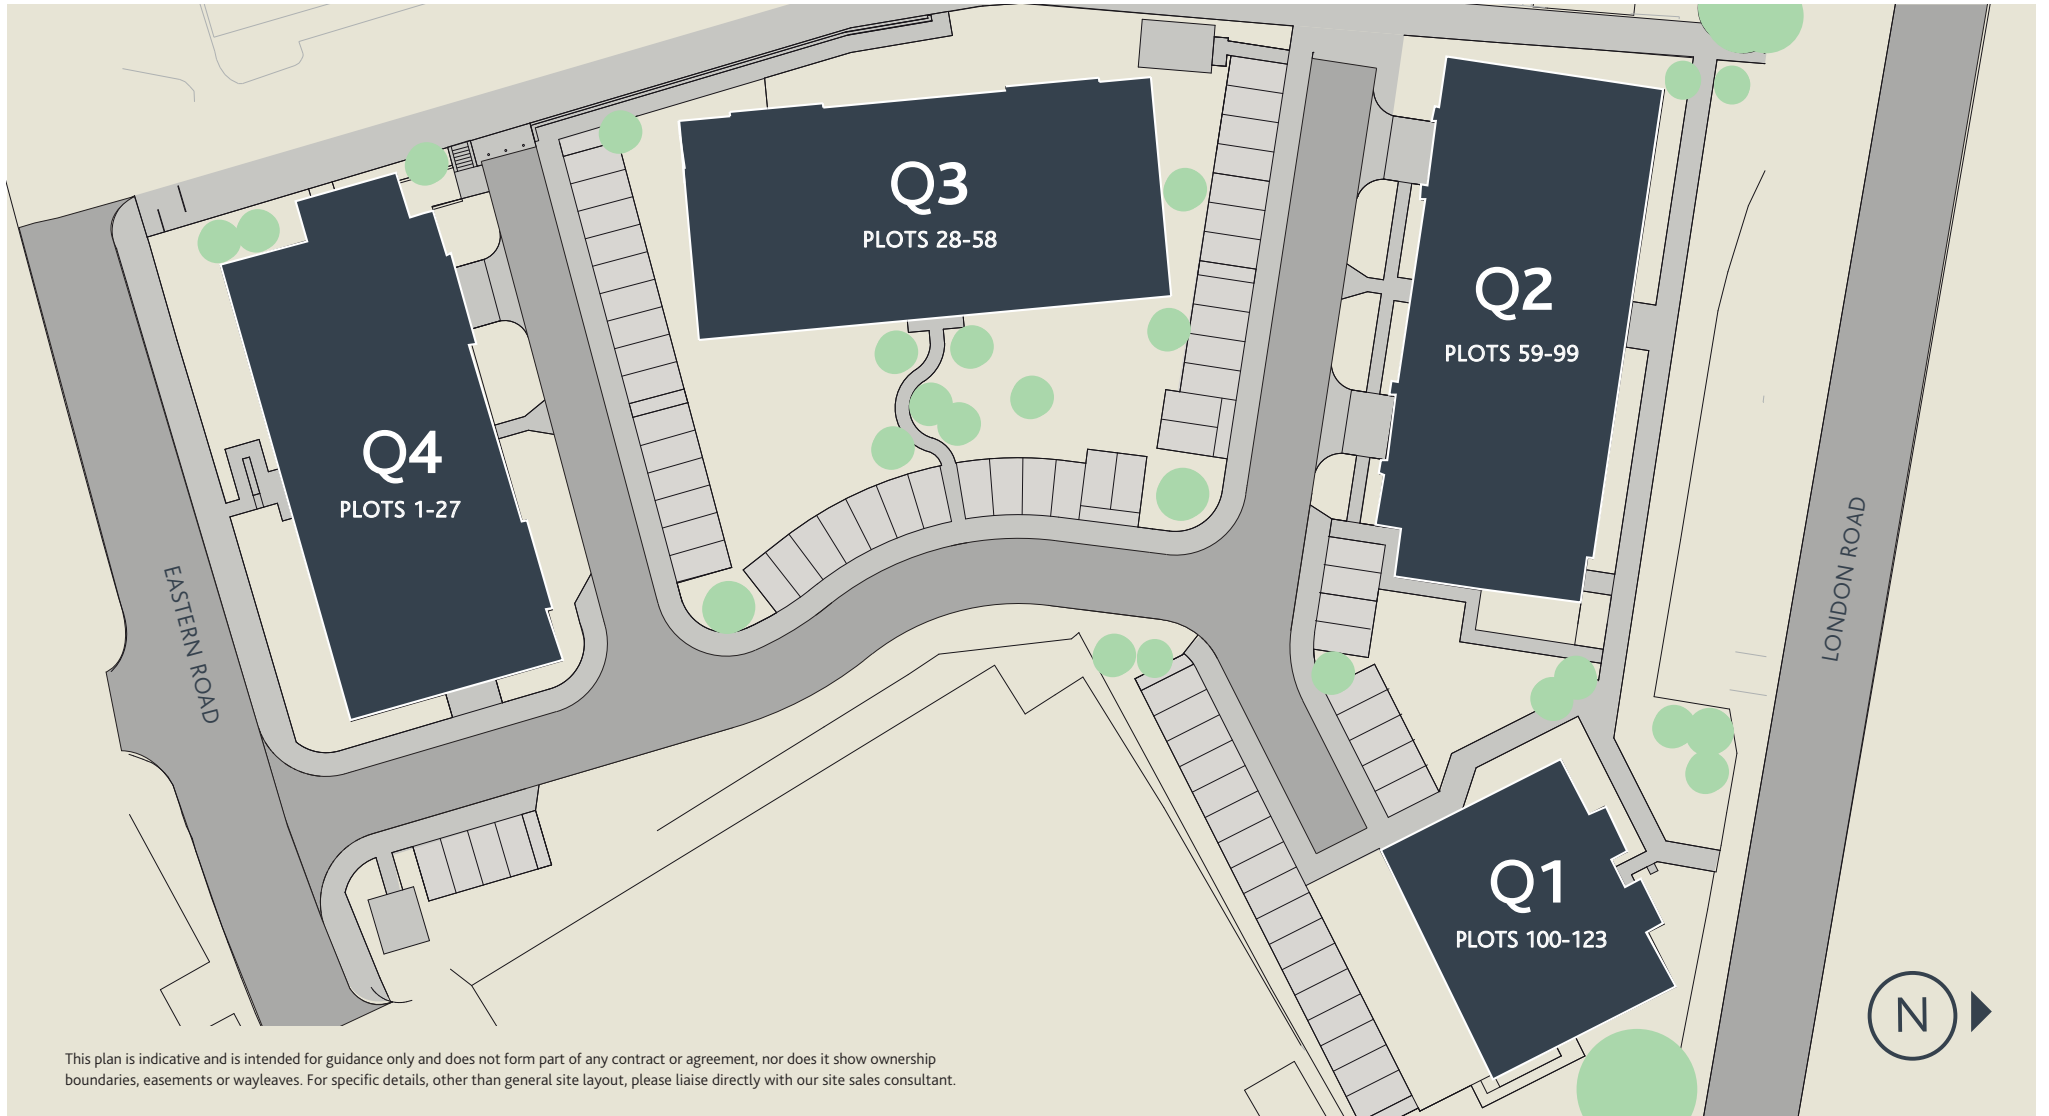 Q3
PLOTS 28-58
Q2
PLOTS 59-99
Q4
PLOTS 1-27
EASTERN ROAD
LONDON ROAD
Q1
PLOTS 100-123
N
This plan is indicative and is intended for guidance only and does not form part of any contract or agreement, nor does it show ownership
boundaries, easements or wayleaves. For specific details, other than general site layout, please liaise directly with our site sales consultant.